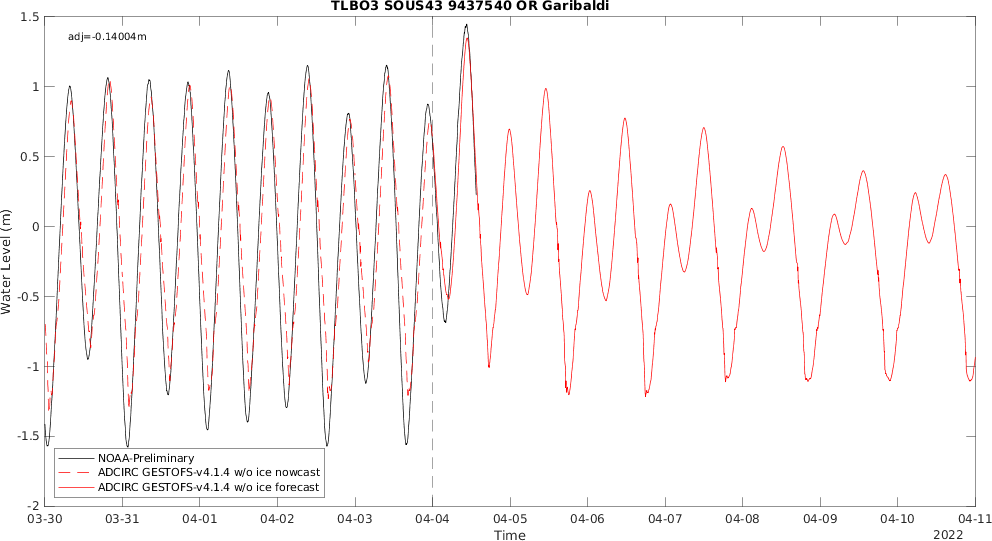 TLBO3 SOUS43 9437540 OR Garibaldi
adj=-0.14004m
Water Level (m)
1.5
1
0.5
0
-0.5
-1
-1.5
-2
NOAA-Preliminary
ADCIRC GESTOFS-v4.1.4 w/o ice nowcast
ADCIRC GESTOFS-v4.1.4 w/o ice forecast
03-30 03-31 04-01 04-02 04-03 04-04 04-05 04-06 04-07 04-08 04-09 04-10 04-11
Time
2022